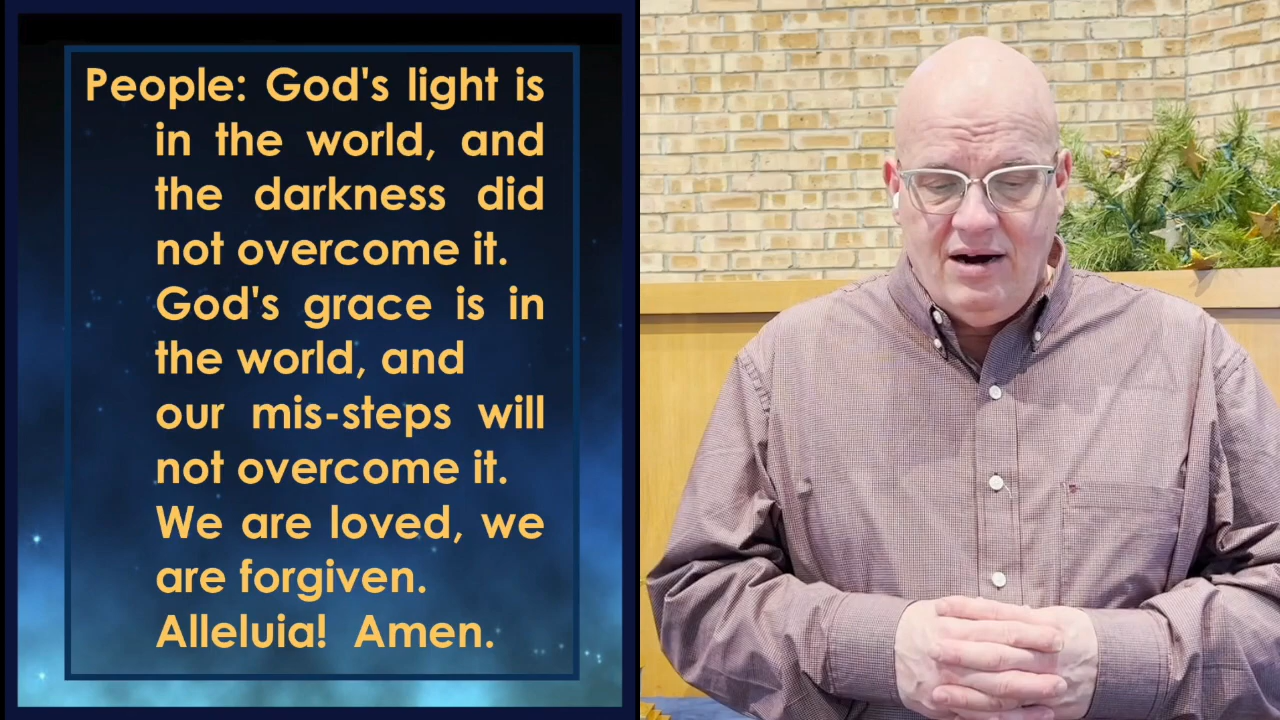 People: God's light is
in the world, and
the darkness did
not overcome it.
God's grace is in
the world, and
our mis-steps will
not overcome it.
We are loved, we
are forgiven.
Alleluia! Amen.